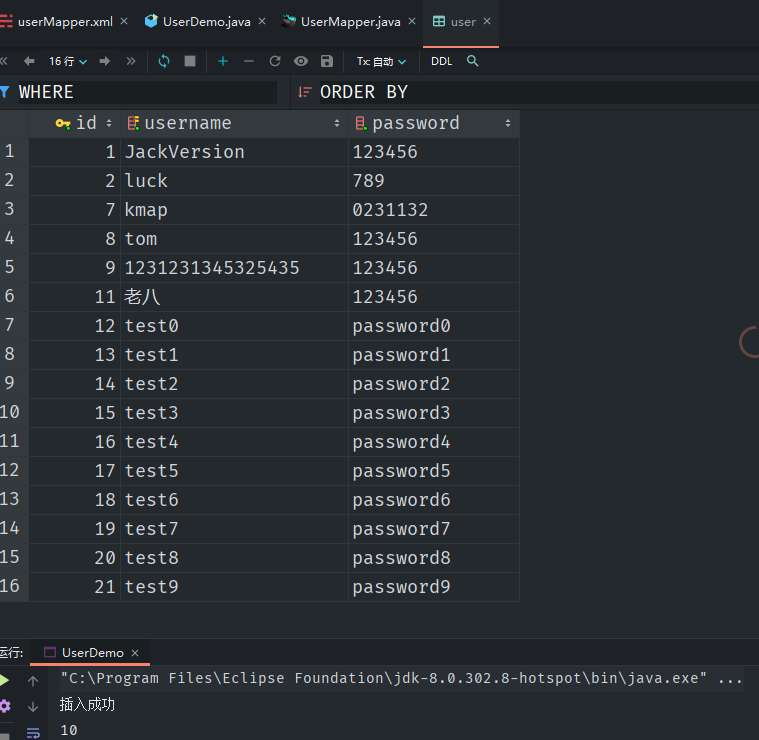 userMapper.xml × UserDemo.java × userMapper.java × user ×
16 行 Tx: 自动 DDL
WHERE ORDER BY
id username password
1 1 JackVersion 123456
2 2 luck 789
3 7 kmap 0231132
4 8 tom 123456
5 9 1231231345325435 123456
6 11 老八 123456
7 12 test0 password0
8 13 test1 password1
9 14 test2 password2
10 15 test3 password3
11 16 test4 password4
12 17 test5 password5
13 18 test6 password6
14 19 test7 password7
15 20 test8 password8
16 21 test9 password9
运行: UserDemo ×
"C:\Program Files\Eclipse Foundation\jdk-8.0.302.8-hotspot\bin\java.exe" ...
插入成功
10